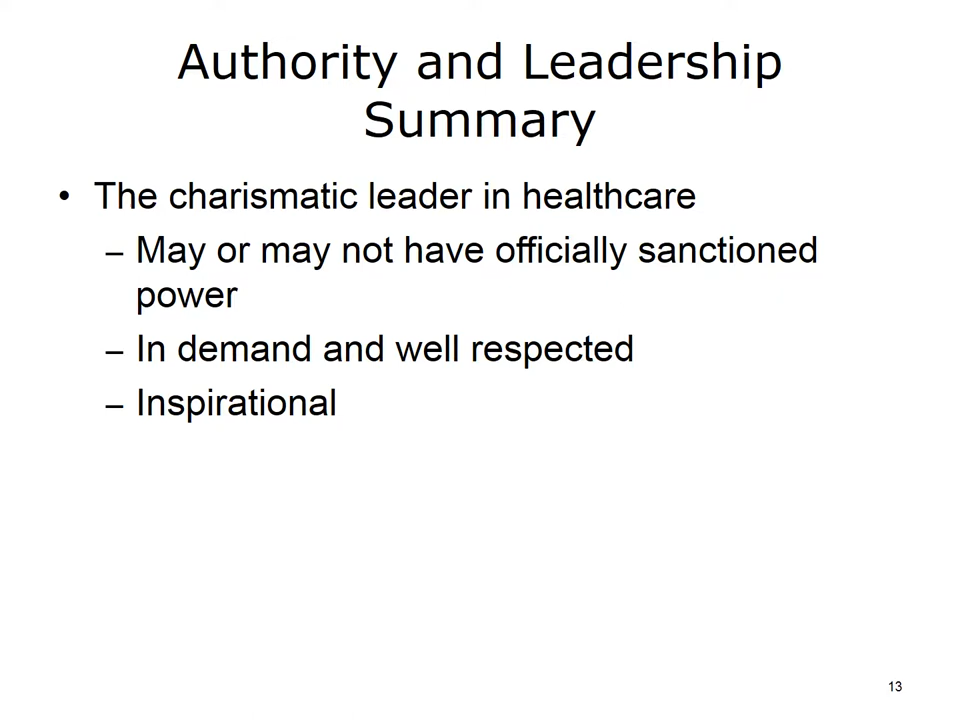 Authority and Leadership
Summary
• The charismatic leader in healthcare
– May or may not have officially sanctioned
power
– In demand and well respected
– Inspirational
13